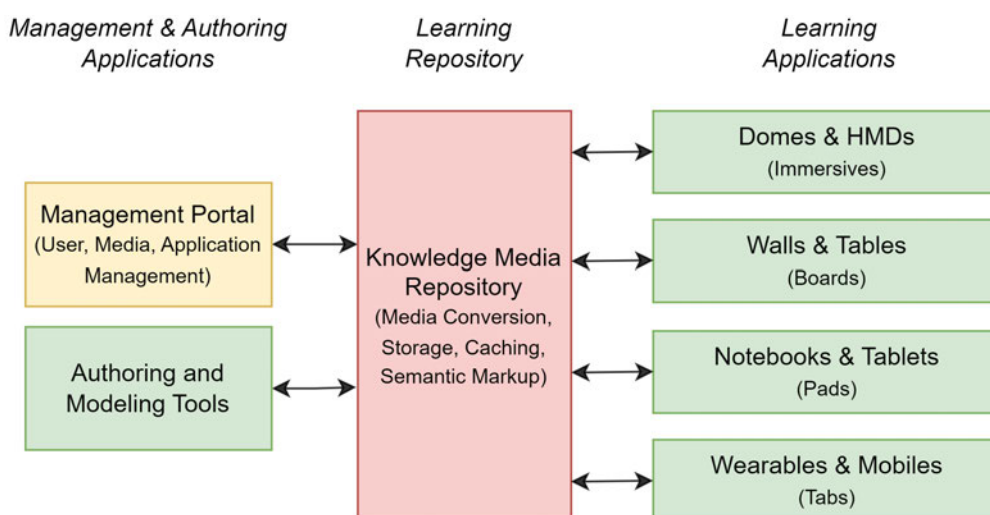 Management & Authoring
Applications
Learning
Repository
Learning
Applications
Management Portal
(User, Media, Application
Management)
Authoring and
Modeling Tools
Knowledge Media
Repository
(Media Conversion,
Storage, Caching,
Semantic Markup)
Domes & HMDs
(Immersives)
Walls & Tables
(Boards)
Notebooks & Tablets
(Pads)
Wearables & Mobiles
(Tabs)